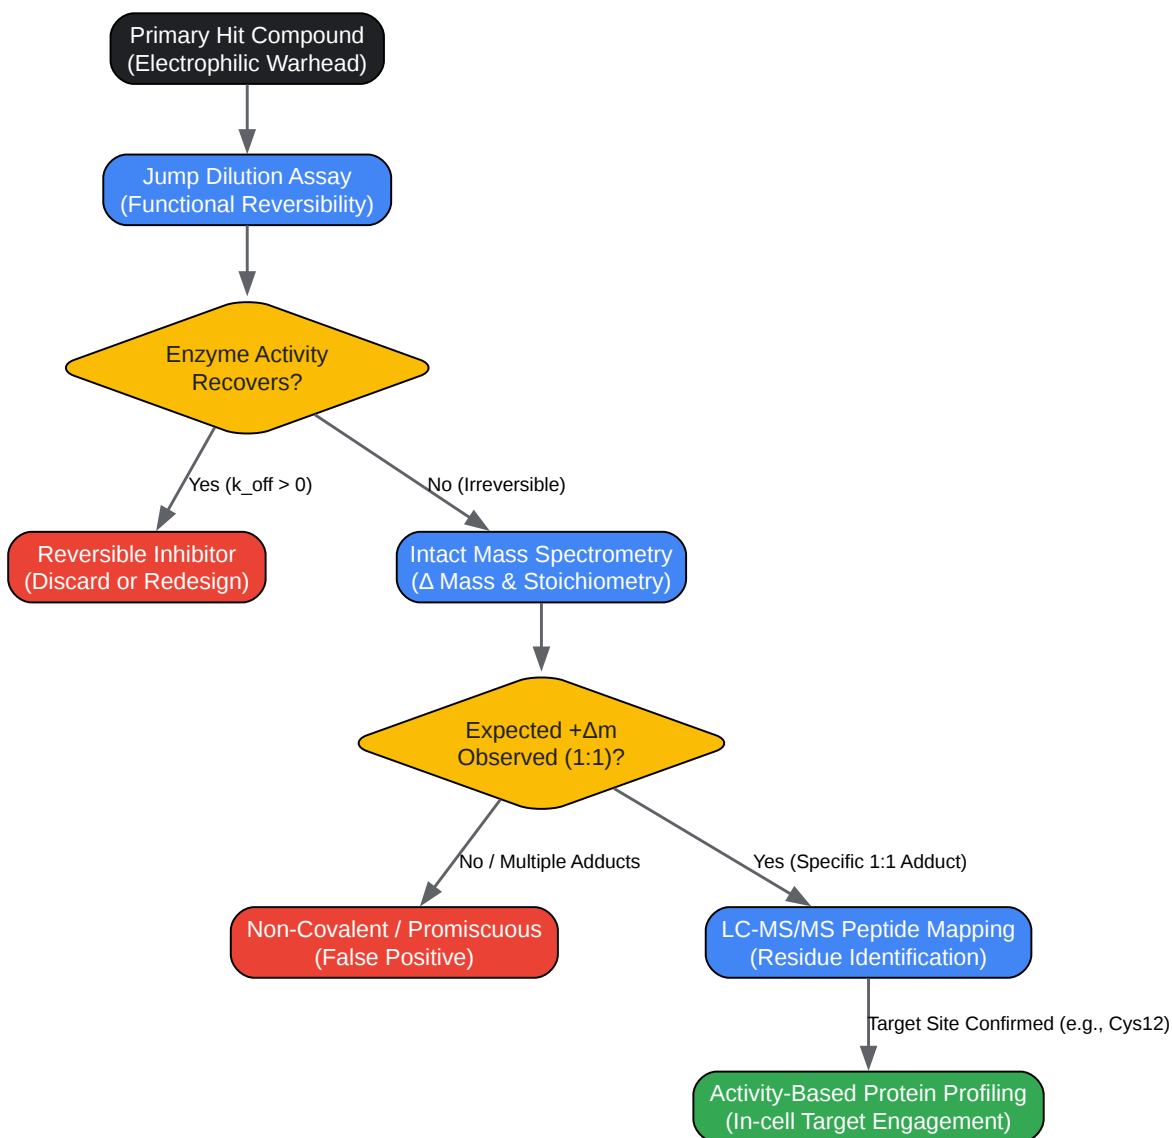 Primary Hit Compound
(Electrophilic Warhead)
Jump Dilution Assay
(Functional Reversibility)
Enzyme Activity
Recovers?
Yes (k_off > 0)
No (Irreversible)
Reversible Inhibitor
(Discard or Redesign)
Intact Mass Spectrometry
(Δ Mass & Stoichiometry)
Expected +Δm
Observed (1:1)?
No / Multiple Adducts
Yes (Specific 1:1 Adduct)
Non-Covalent / Promiscuous
(False Positive)
LC-MS/MS Peptide Mapping
(Residue Identification)
Target Site Confirmed (e.g., Cys12)
Activity-Based Protein Profiling
(In-cell Target Engagement)